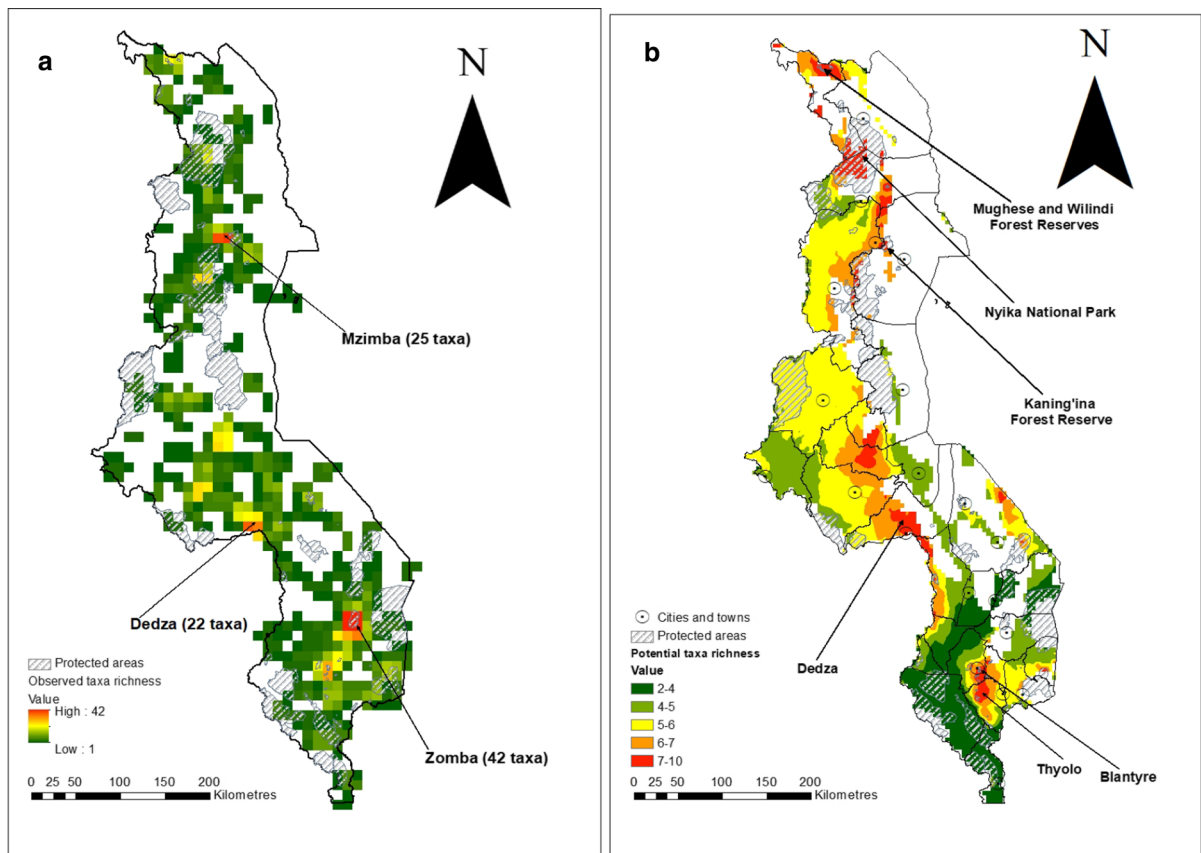 a
N
Mzimba (25 taxa)
Dedza (22 taxa)
Zomba (42 taxa)
Protected areas
Observed taxa richness
Value
High : 42
Low : 1
0 25 50 100 150 200
Kilometres
b
N
Mughese and Wilindi
Forest Reserves
Nyika National Park
Kaning'ina
Forest Reserve
Dedza
Thyolo
Blantyre
Cities and towns
Protected areas
Potential taxa richness
Value
2-4
4-5
5-6
6-7
7-10
0 25 50 100 150 200
Kilometres